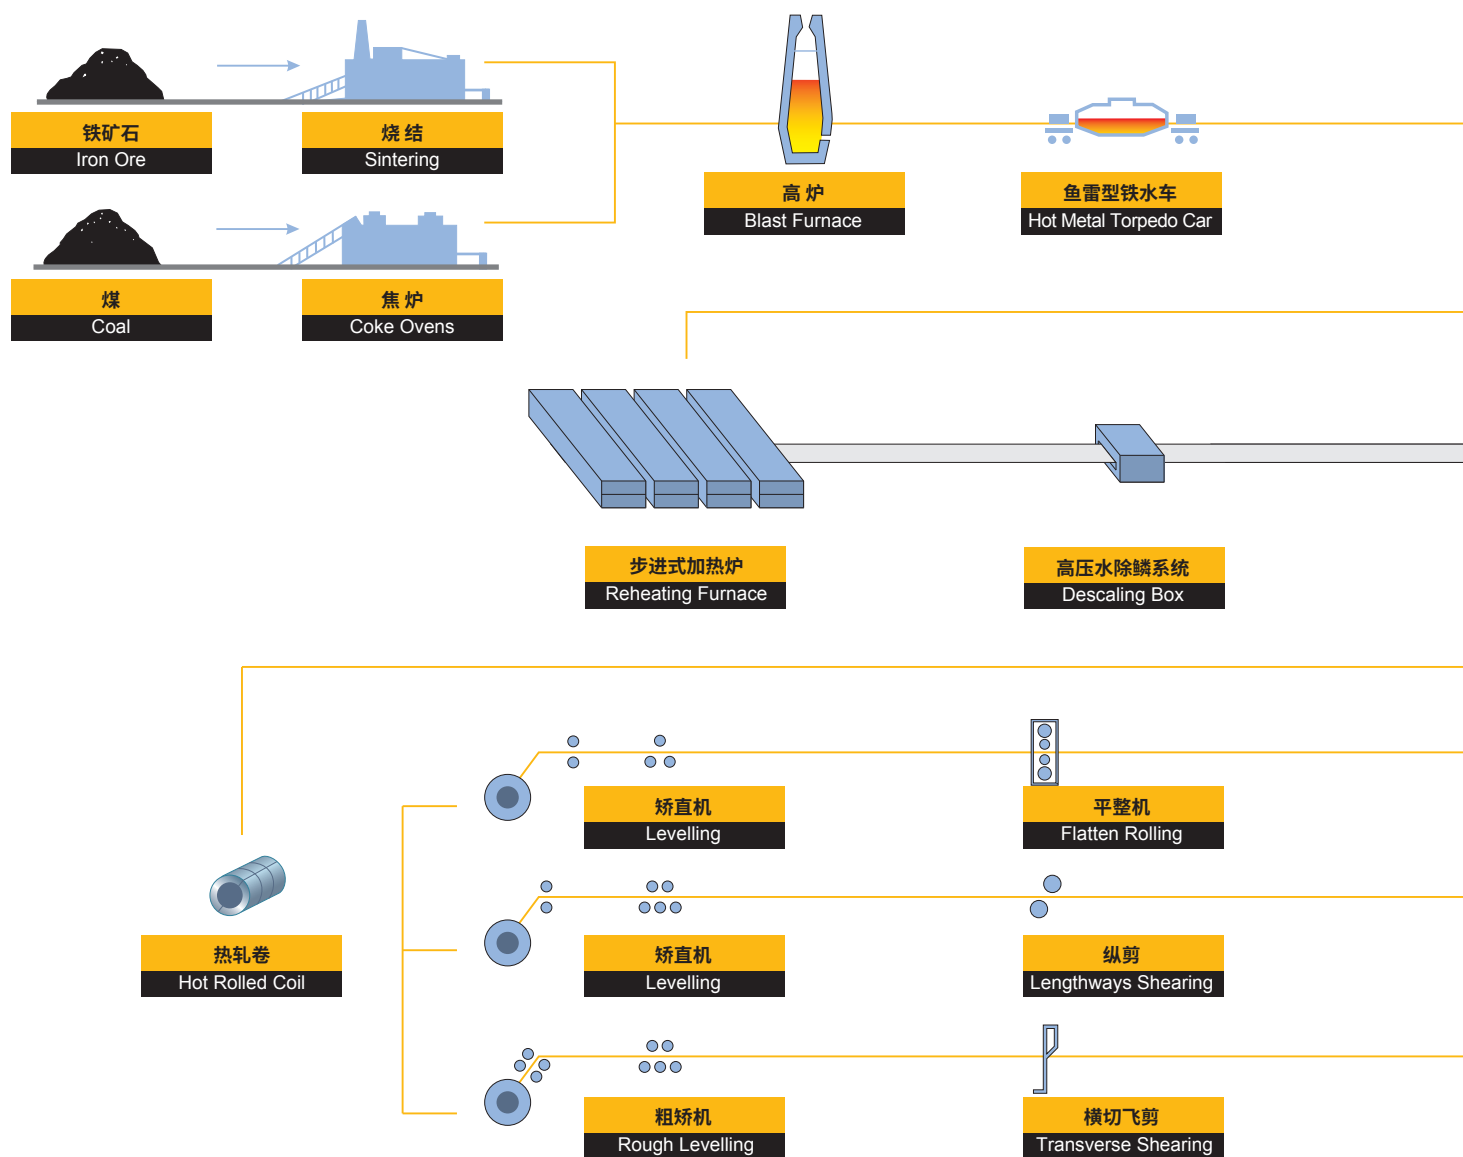 铁矿石
Iron Ore
烧 结
Sintering
高 炉
Blast Furnace
鱼雷型铁水车
Hot Metal Torpedo Car
煤
Coal
焦 炉
Coke Ovens
步进式加热炉
Reheating Furnace
高压水除鳞系统
Descaling Box
矫直机
Levelling
平整机
Flatten Rolling
热轧卷
Hot Rolled Coil
矫直机
Levelling
纵剪
Lengthways Shearing
粗矫机
Rough Levelling
横切飞剪
Transverse Shearing